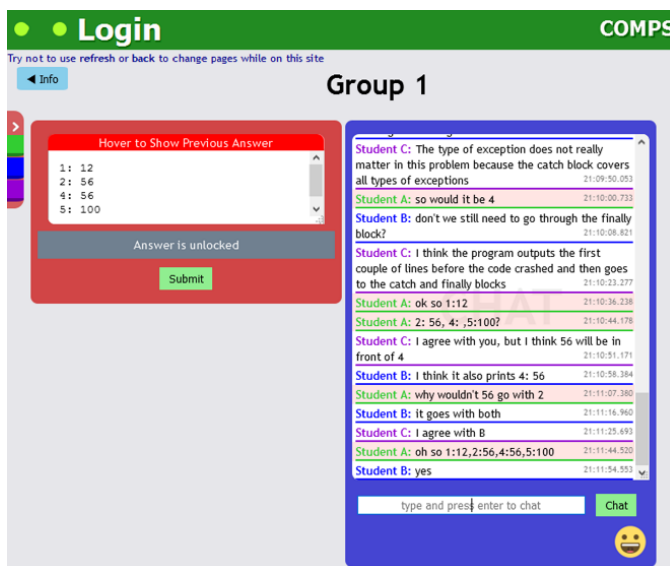 Login
COMPS
Try not to use refresh or back to change pages while on this site
◀ Info
Group 1
>
Hover to Show Previous Answer
1: 12
2: 56
4: 56
5: 100
Answer is unlocked
Submit
Student C: The type of exception does not really
matter in this problem because the catch block covers
all types of exceptions 21:09:50.053
Student A: so would it be 4 21:10:00.733
Student B: don't we still need to go through the finally
block? 21:10:08.821
Student C: I think the program outputs the first
couple of lines before the code crashed and then goes
to the catch and finally blocks 21:10:23.277
CHAT
Student A: ok so 1:12 21:10:36.238
Student A: 2: 56, 4: ,5:100? 21:10:44.178
Student C: I agree with you, but I think 56 will be in
front of 4 21:10:51.171
Student B: I think it also prints 4: 56 21:10:58.384
Student A: why wouldn't 56 go with 2 21:11:07.380
Student B: it goes with both 21:11:16.960
Student C: I agree with B 21:11:25.693
Student A: oh so 1:12,2:56,4:56,5:100 21:11:44.520
Student B: yes 21:11:54.553
type and press enter to chat
Chat